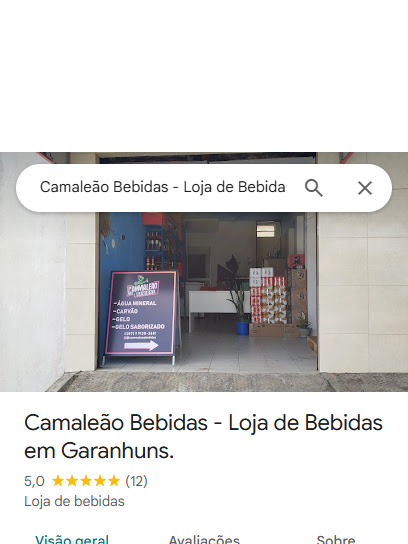 Camaleão Bebidas - Loja de Bebidas
CAMALEÃO
-ÁGUA MINERAL
-CARVÃO
-GELO
-GELO SABORIZADO
Camaleão Bebidas - Loja de Bebidas
em Garanhuns.
5,0 ★★★★★ (12)
Loja de bebidas
Visão geral Avaliações Sobre